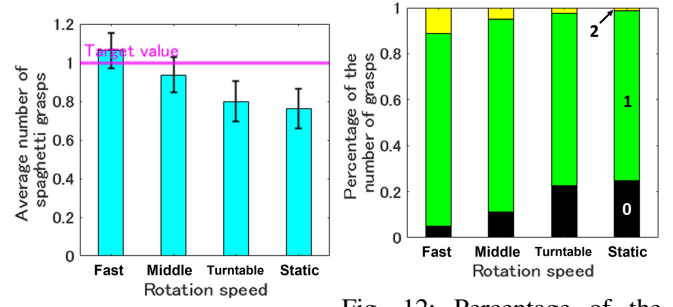 1.2
1
0.8
0.6
0.4
0.2
0
Average number of
spaghetti grasps
Target value
Fast Middle Turntable Static
Rotation speed
1
0.8
0.6
0.4
0.2
0
Percentage of the
number of grasps
2
1
0
Fast Middle Turntable Static
Rotation speed
Fig. 12: Percentage of the